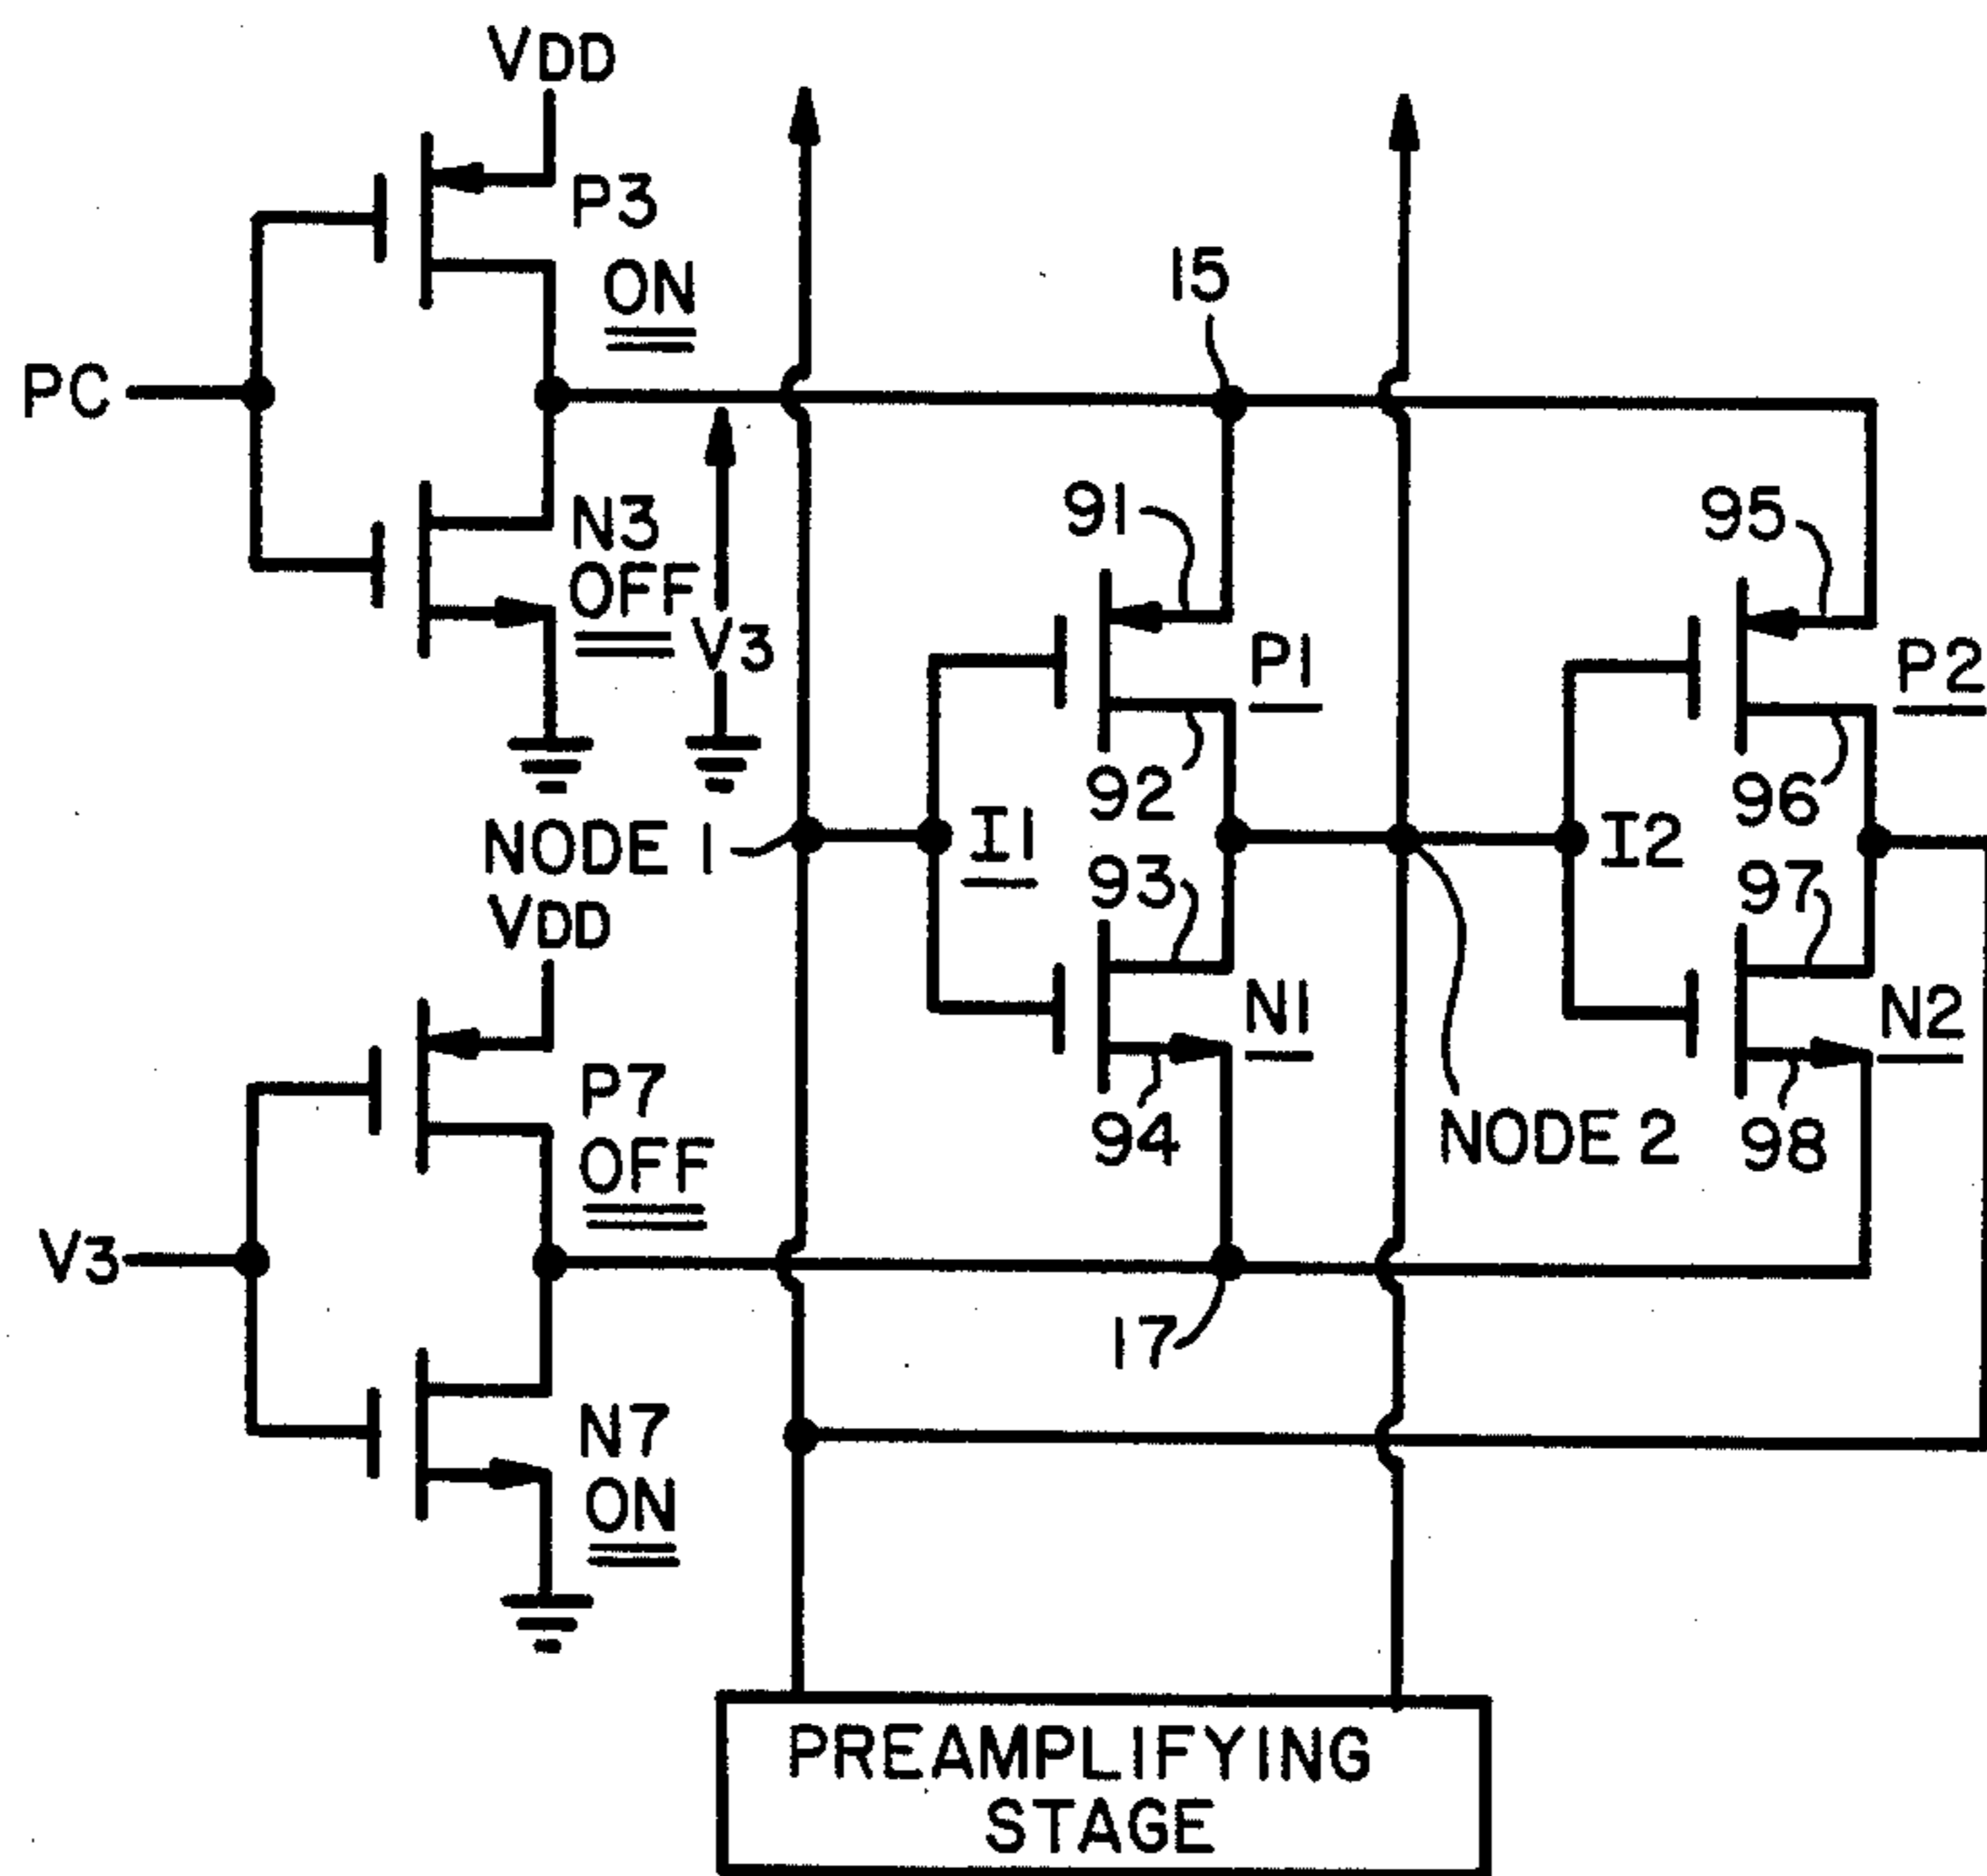 VDD
P3
ON
15
PC
91
95
N3
OFF
V3
P1
P2
92
96
NODE 1
I1
I2
93
97
VDD
N1
N2
P7
OFF
94
NODE 2
98
V3
17
N7
ON
PREAMPLIFYING
STAGE